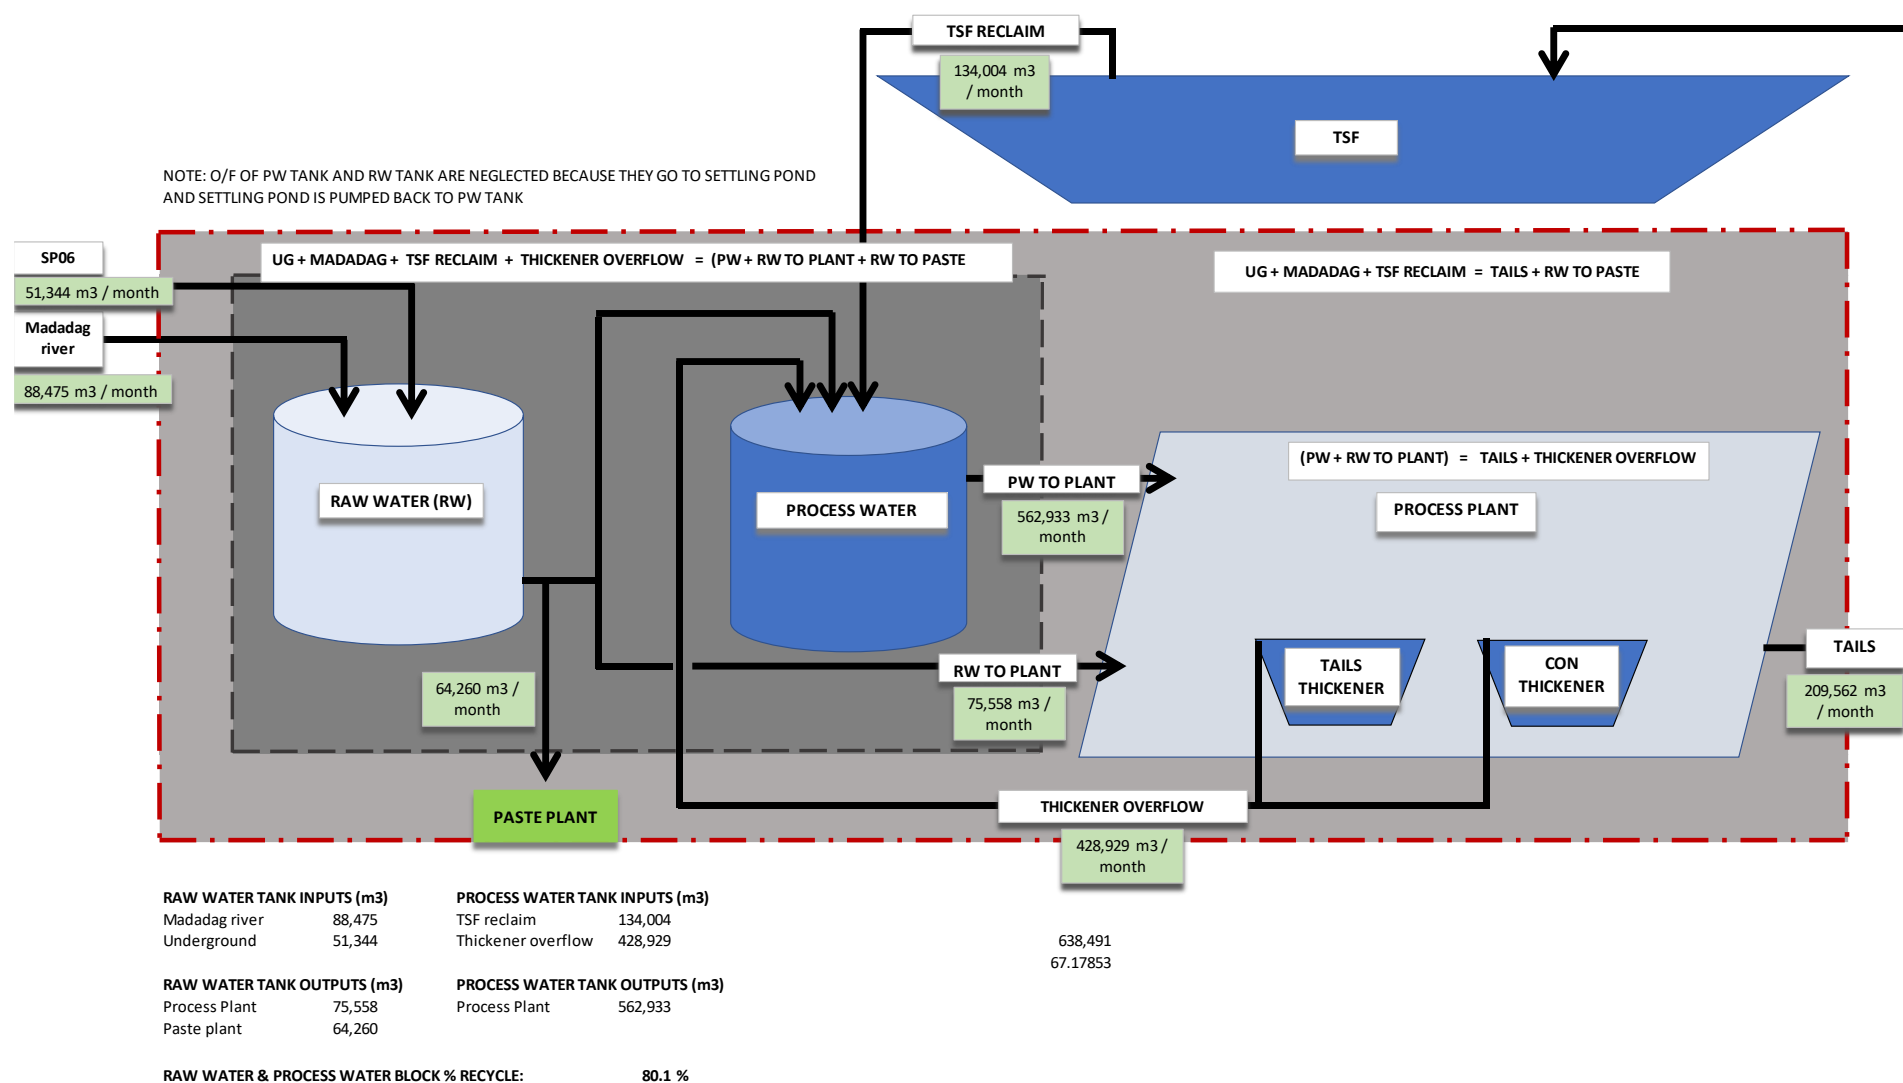 TSF RECLAIM
134,004 m3
/ month
TSF
NOTE: O/F OF PW TANK AND RW TANK ARE NEGLECTED BECAUSE THEY GO TO SETTLING POND
AND SETTLING POND IS PUMPED BACK TO PW TANK
SP06
51,344 m3 / month
Madadag
river
88,475 m3 / month
UG + MADADAG + TSF RECLAIM + THICKENER OVERFLOW = (PW + RW TO PLANT + RW TO PASTE
UG + MADADAG + TSF RECLAIM = TAILS + RW TO PASTE
RAW WATER (RW)
PROCESS WATER
PW TO PLANT
562,933 m3 /
month
(PW + RW TO PLANT) = TAILS + THICKENER OVERFLOW
PROCESS PLANT
RW TO PLANT
75,558 m3 /
month
64,260 m3 /
month
TAILS
THICKENER
CON
THICKENER
TAILS
209,562 m3
/ month
PASTE PLANT
THICKENER OVERFLOW
428,929 m3 /
month
RAW WATER TANK INPUTS (m3)
Madadag river 88,475
Underground 51,344
PROCESS WATER TANK INPUTS (m3)
TSF reclaim 134,004
Thickener overflow 428,929
638,491
67.17853
RAW WATER TANK OUTPUTS (m3)
Process Plant 75,558
Paste plant 64,260
PROCESS WATER TANK OUTPUTS (m3)
Process Plant 562,933
RAW WATER & PROCESS WATER BLOCK % RECYCLE: 80.1 %